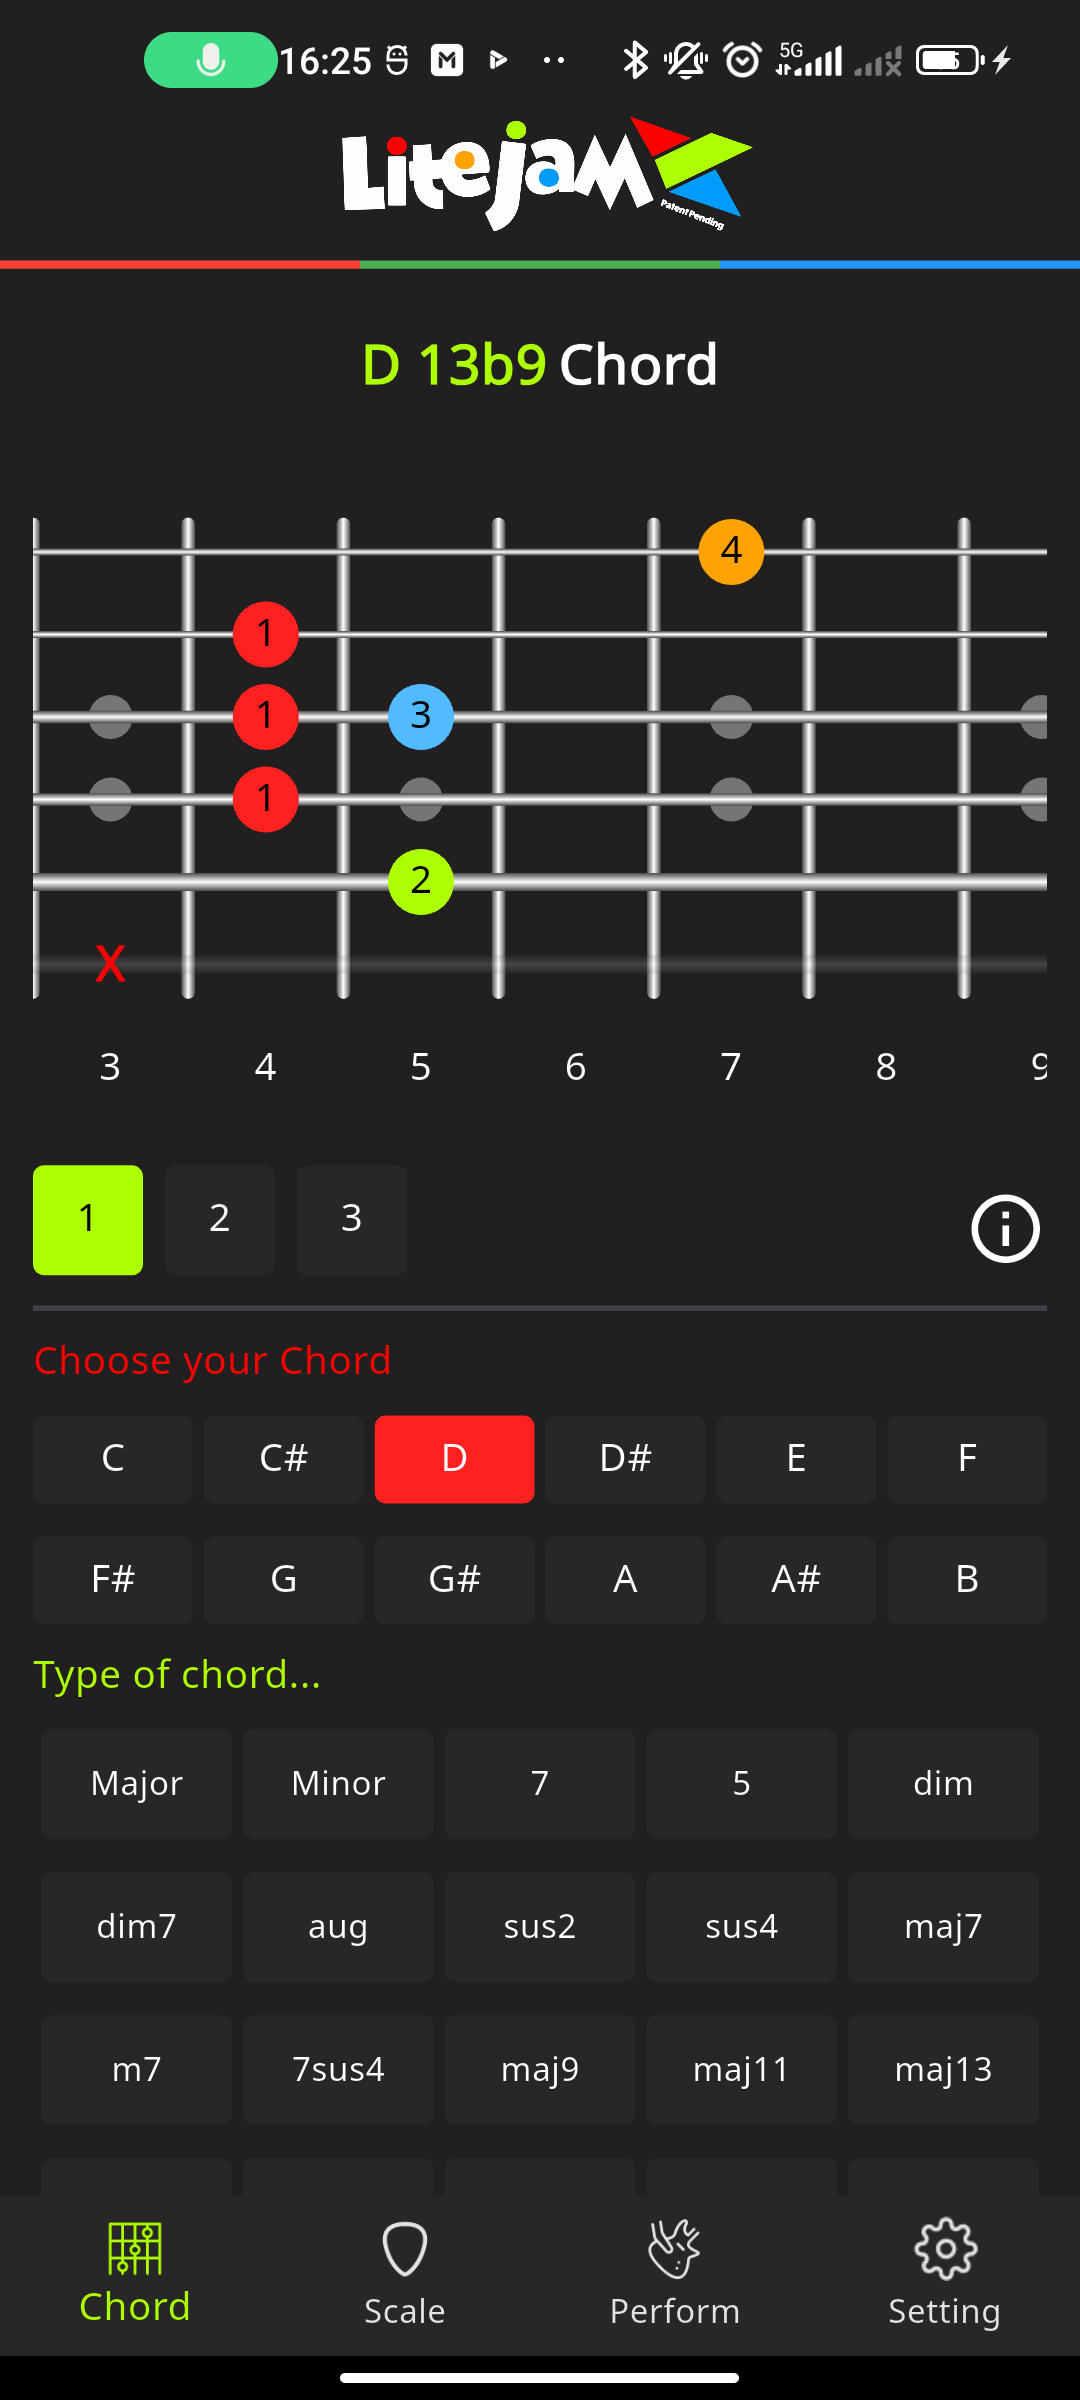 16:25 5G
Litejam
Patent Pending
D 13b9 Chord
4
1
1 3
1
2
X
3 4 5 6 7 8 9
1 2 3
Choose your Chord
C C# D D# E F
F# G G# A A# B
Type of chord...
Major Minor 7 5 dim
dim7 aug sus2 sus4 maj7
m7 7sus4 maj9 maj11 maj13
Chord Scale Perform Setting